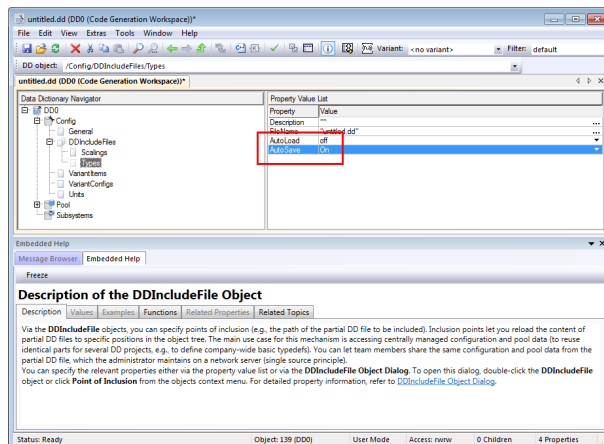 untitled.dd (DD0 (Code Generation Workspace))*
File Edit View Extras Tools Window Help
Variant: <no variant> Filter: default
DD object: /Config/DDIncludeFiles/Types
untitled.dd (DD0 (Code Generation Workspace))*
Data Dictionary Navigator
DD0
Config
General
DDIncludeFiles
Scalings
Types
VariantItems
VariantConfigs
Units
Pool
Subsystems
Property Value List
Property Value
Description ""
FileName "untitled.dd"
AutoLoad off
AutoSave On
Embedded Help
Message Browser Embedded Help
Freeze
Description of the DDIncludeFile Object
Description Values Examples Functions Related Properties Related Topics
Via the DDIncludeFile objects, you can specify points of inclusion (e.g., the path of the partial DD file to be included). Inclusion points let you reload the content of
partial DD files to specific positions in the object tree. The main use case for this mechanism is accessing centrally managed configuration and pool data (to reuse
identical parts for several DD projects, e.g., to define company-wide basic typedefs). You can let team members share the same configuration and pool data from the
partial DD file, which the administrator maintains on a network server (single source principle).
You can specify the relevant properties either via the property value list or via the DDIncludeFile Object Dialog. To open this dialog, double-click the DDIncludeFile
object or click Point of Inclusion from the objects context menu. For detailed property information, refer to DDIncludeFile Object Dialog.
Status: Ready Object: 139 (DD0) User Mode Access: rwrw 0 Children 4 Properties